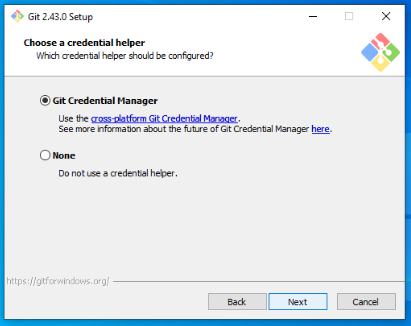 Git 2.43.0 Setup
Choose a credential helper
Which credential helper should be configured?
Git Credential Manager
Use the cross-platform Git Credential Manager.
See more information about the future of Git Credential Manager here.
None
Do not use a credential helper.
https://gitforwindows.org/
Back Next Cancel